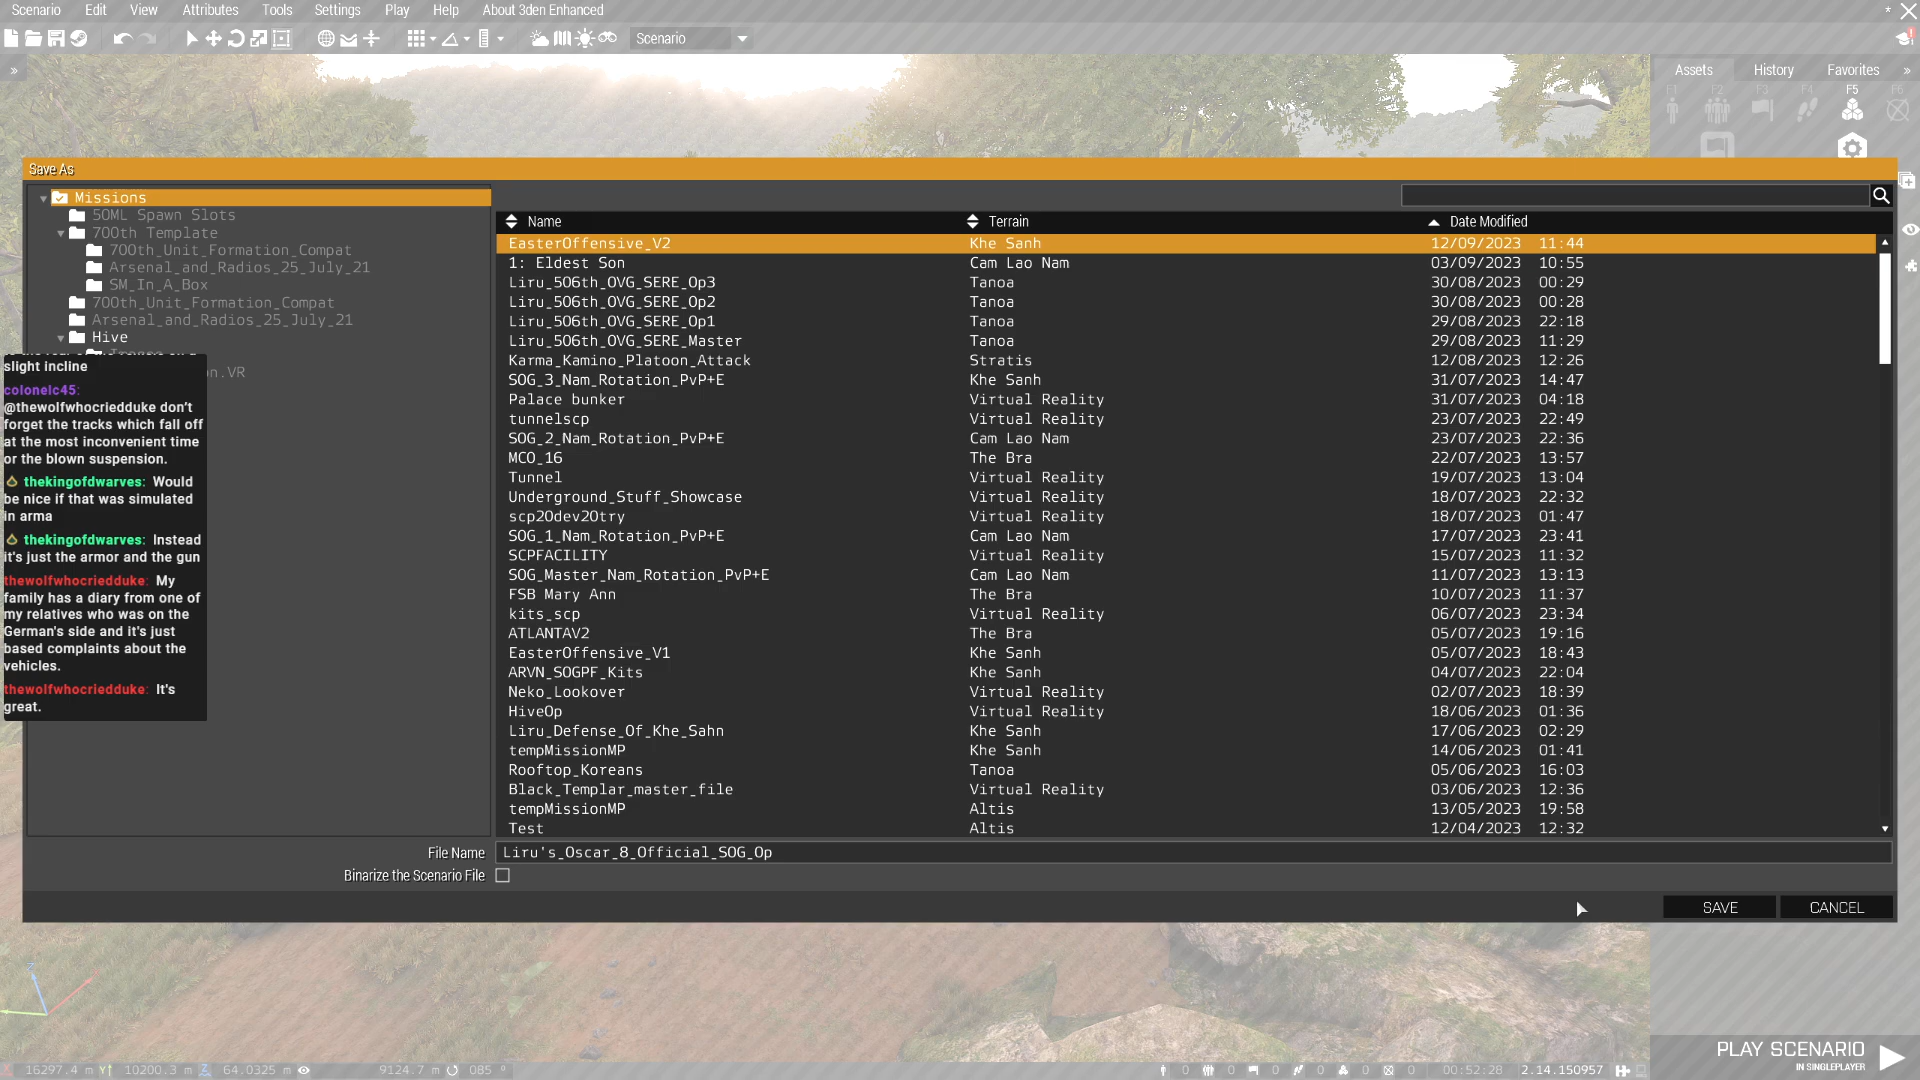 Scenario Edit View Attributes Tools Settings Play Help About 3den Enhanced
*
Scenario
Assets History Favorites
F1 F2 F3 F4 F5 F6
Save As
Missions
50ML Spawn Slots
700th Template
700th_Unit_Formation_Compat
Arsenal_and_Radios_25_July_21
SM_In_A_Box
700th_Unit_Formation_Compat
Arsenal_and_Radios_25_July_21
Hive
n.VR
slight incline
colonelc45:
@thewolfwhocriedduke don't
forget the tracks which fall off
at the most inconvenient time
or the blown suspension.
thekingofdwarves: Would
be nice if that was simulated
in arma
thekingofdwarves: Instead
it's just the armor and the gun
thewolfwhocriedduke: My
family has a diary from one of
my relatives who was on the
German's side and it's just
based complaints about the
vehicles.
thewolfwhocriedduke: It's
great.
Name Terrain Date Modified
EasterOffensive_V2 Khe Sanh 12/09/2023 11:44
1: Eldest Son Cam Lao Nam 03/09/2023 10:55
Liru_506th_OVG_SERE_Op3 Tanoa 30/08/2023 00:29
Liru_506th_OVG_SERE_Op2 Tanoa 30/08/2023 00:28
Liru_506th_OVG_SERE_Op1 Tanoa 29/08/2023 22:18
Liru_506th_OVG_SERE_Master Tanoa 29/08/2023 11:29
Karma_Kamino_Platoon_Attack Stratis 12/08/2023 12:26
SOG_3_Nam_Rotation_PvP+E Khe Sanh 31/07/2023 14:47
Palace bunker Virtual Reality 31/07/2023 04:18
tunnelscp Virtual Reality 23/07/2023 22:49
SOG_2_Nam_Rotation_PvP+E Cam Lao Nam 23/07/2023 22:36
MCO_16 The Bra 22/07/2023 13:57
Tunnel Virtual Reality 19/07/2023 13:04
Underground_Stuff_Showcase Virtual Reality 18/07/2023 22:32
scp20dev20try Virtual Reality 18/07/2023 01:47
SOG_1_Nam_Rotation_PvP+E Cam Lao Nam 17/07/2023 23:41
SCPFACILITY Virtual Reality 15/07/2023 11:32
SOG_Master_Nam_Rotation_PvP+E Cam Lao Nam 11/07/2023 13:13
FSB Mary Ann The Bra 10/07/2023 11:37
kits_scp Virtual Reality 06/07/2023 23:34
ATLANTAV2 The Bra 05/07/2023 19:16
EasterOffensive_V1 Khe Sanh 05/07/2023 18:43
ARVN_SOGPF_Kits Khe Sanh 04/07/2023 22:04
Neko_Lookover Virtual Reality 02/07/2023 18:39
HiveOp Virtual Reality 18/06/2023 01:36
Liru_Defense_Of_Khe_Sahn Khe Sanh 17/06/2023 02:29
tempMissionMP Khe Sanh 14/06/2023 01:41
Rooftop_Koreans Tanoa 05/06/2023 16:03
Black_Templar_master_file Virtual Reality 03/06/2023 12:36
tempMissionMP Altis 13/05/2023 19:58
Test Altis 12/04/2023 12:32
File Name Liru's_Oscar_8_Official_SOG_Op
Binarize the Scenario File
SAVE CANCEL
PLAY SCENARIO
IN SINGLEPLAYER
X 16297.4 m Y 10200.3 m Z 64.0325 m 9124.7 m 085 ° 0 0 0 0 0 0 00:52:28 2.14.150957